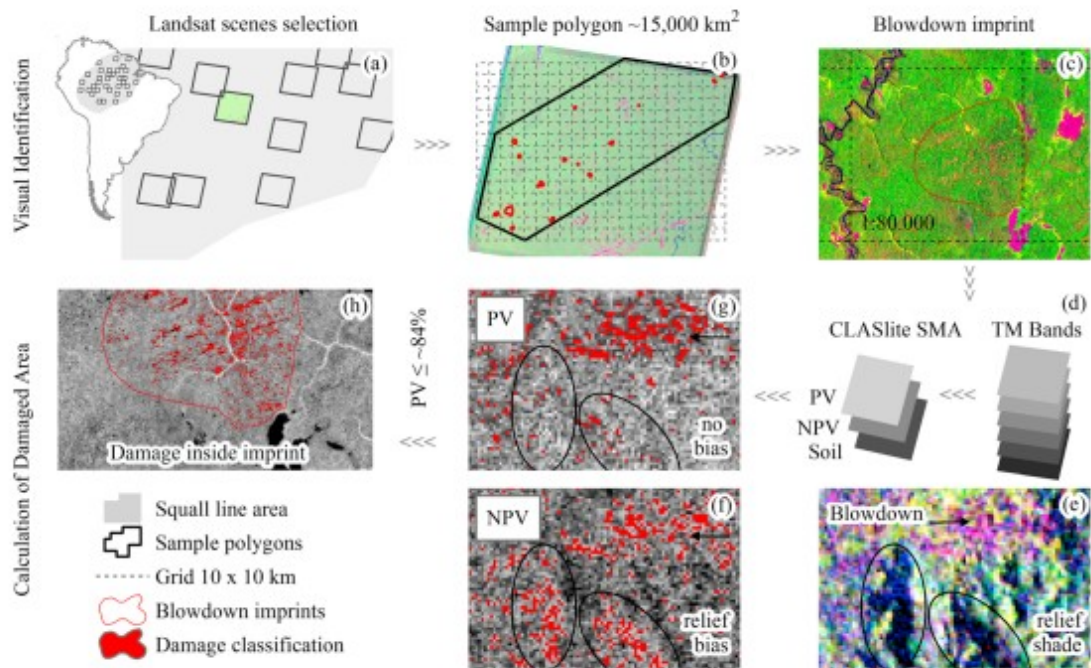 Landsat scenes selection
Sample polygon ~15,000 km²
Blowdown imprint
Visual Identification
(a)
(b)
(c)
1:80.000
>>>
>>>
>>>
(h)
Damage inside imprint
PV ≤ ~84%
<<<
PV
(g)
no
bias
<<<
(d)
CLASlite SMA
TM Bands
PV
NPV
Soil
<<<
Calculation of Damaged Area
Squall line area
Sample polygons
Grid 10 x 10 km
Blowdown imprints
Damage classification
NPV
(f)
relief
bias
(e)
Blowdown
relief
shade